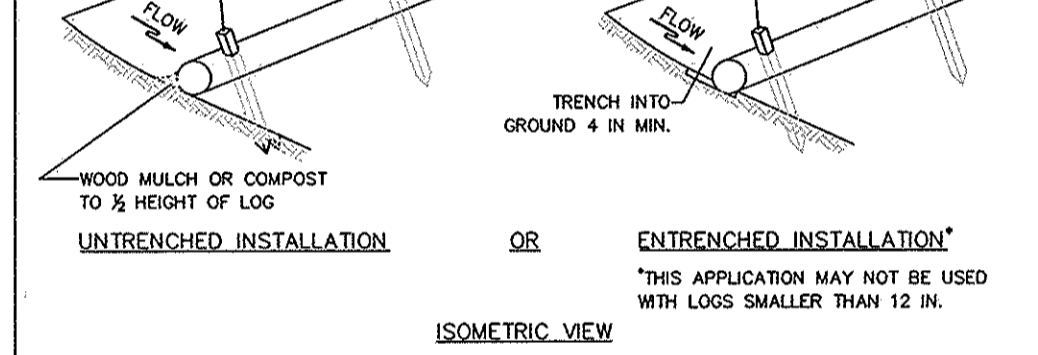 FLOW
FLOW
TRENCH INTO
GROUND 4 IN MIN.
WOOD MULCH OR COMPOST
TO ½ HEIGHT OF LOG
UNTRENCHED INSTALLATION OR ENTRENCHED INSTALLATION*
*THIS APPLICATION MAY NOT BE USED
WITH LOGS SMALLER THAN 12 IN.
ISOMETRIC VIEW